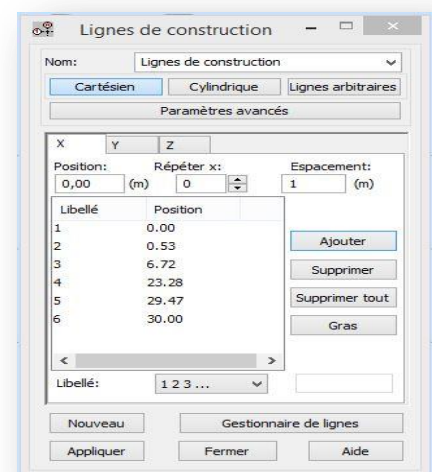 Lignes de construction
Nom: Lignes de construction
Cartésien Cylindrique Lignes arbitraires
Paramètres avancés
X Y Z
Position: Répéter x: Espacement:
0,00 (m) 0 1 (m)
Libellé Position
1 0.00
2 0.53
3 6.72
4 23.28
5 29.47
6 30.00
Ajouter
Supprimer
Supprimer tout
Gras
Libellé: 1 2 3 ...
Nouveau Gestionnaire de lignes
Appliquer Fermer Aide